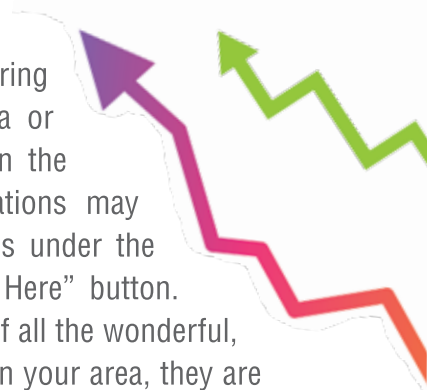 ring
a or
n the
ations may
s under the
Here” button.
f all the wonderful,
n your area, they are